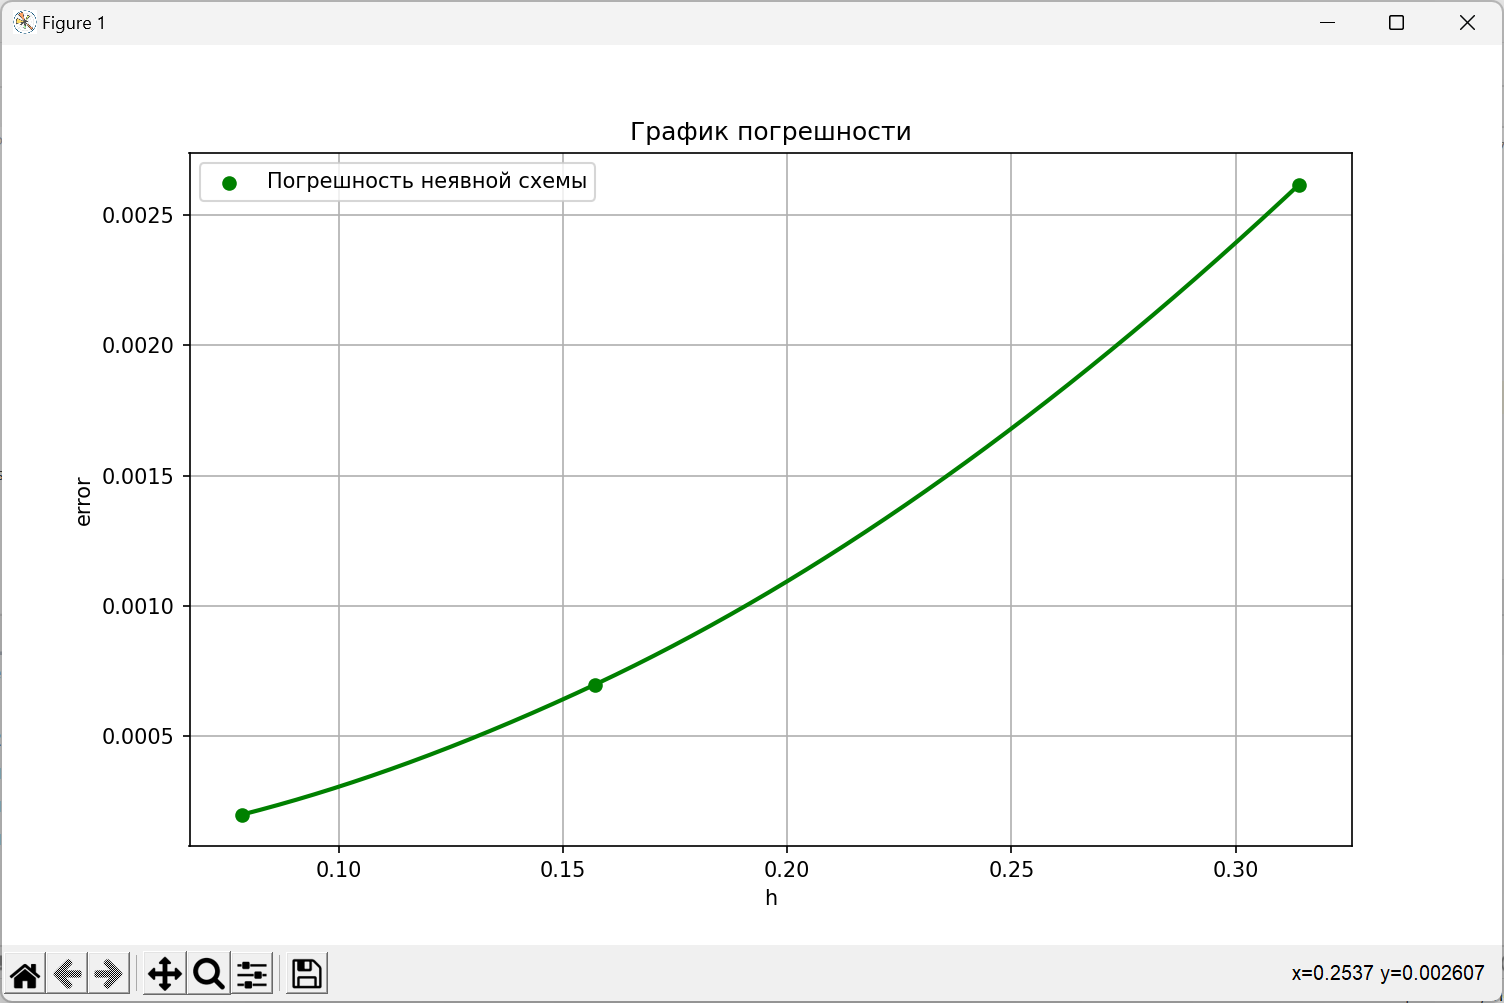 Figure 1
График погрешности
Погрешность неявной схемы
0.0025
0.0020
0.0015
0.0010
0.0005
error
0.10 0.15 0.20 0.25 0.30
h
x=0.2537 y=0.002607